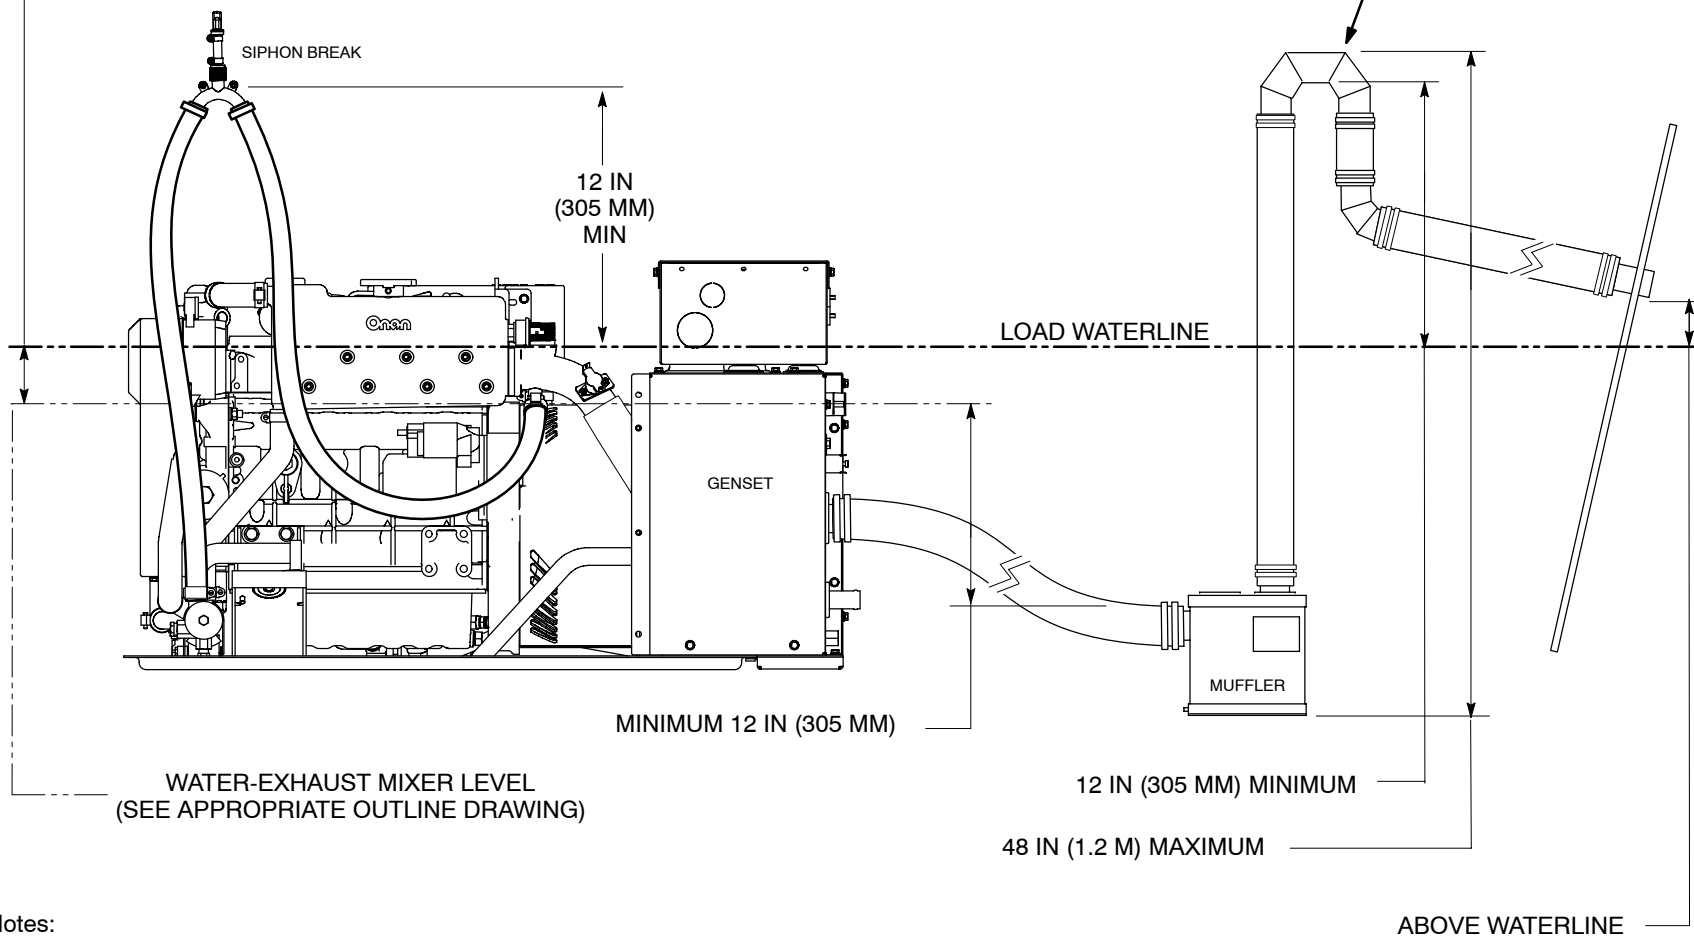 SIPHON BREAK
12 IN
(305 MM)
MIN
Onan
LOAD WATERLINE
GENSET
MUFFLER
MINIMUM 12 IN (305 MM)
WATER-EXHAUST MIXER LEVEL
(SEE APPROPRIATE OUTLINE DRAWING)
12 IN (305 MM) MINIMUM
48 IN (1.2 M) MAXIMUM
otes:
ABOVE WATERLINE